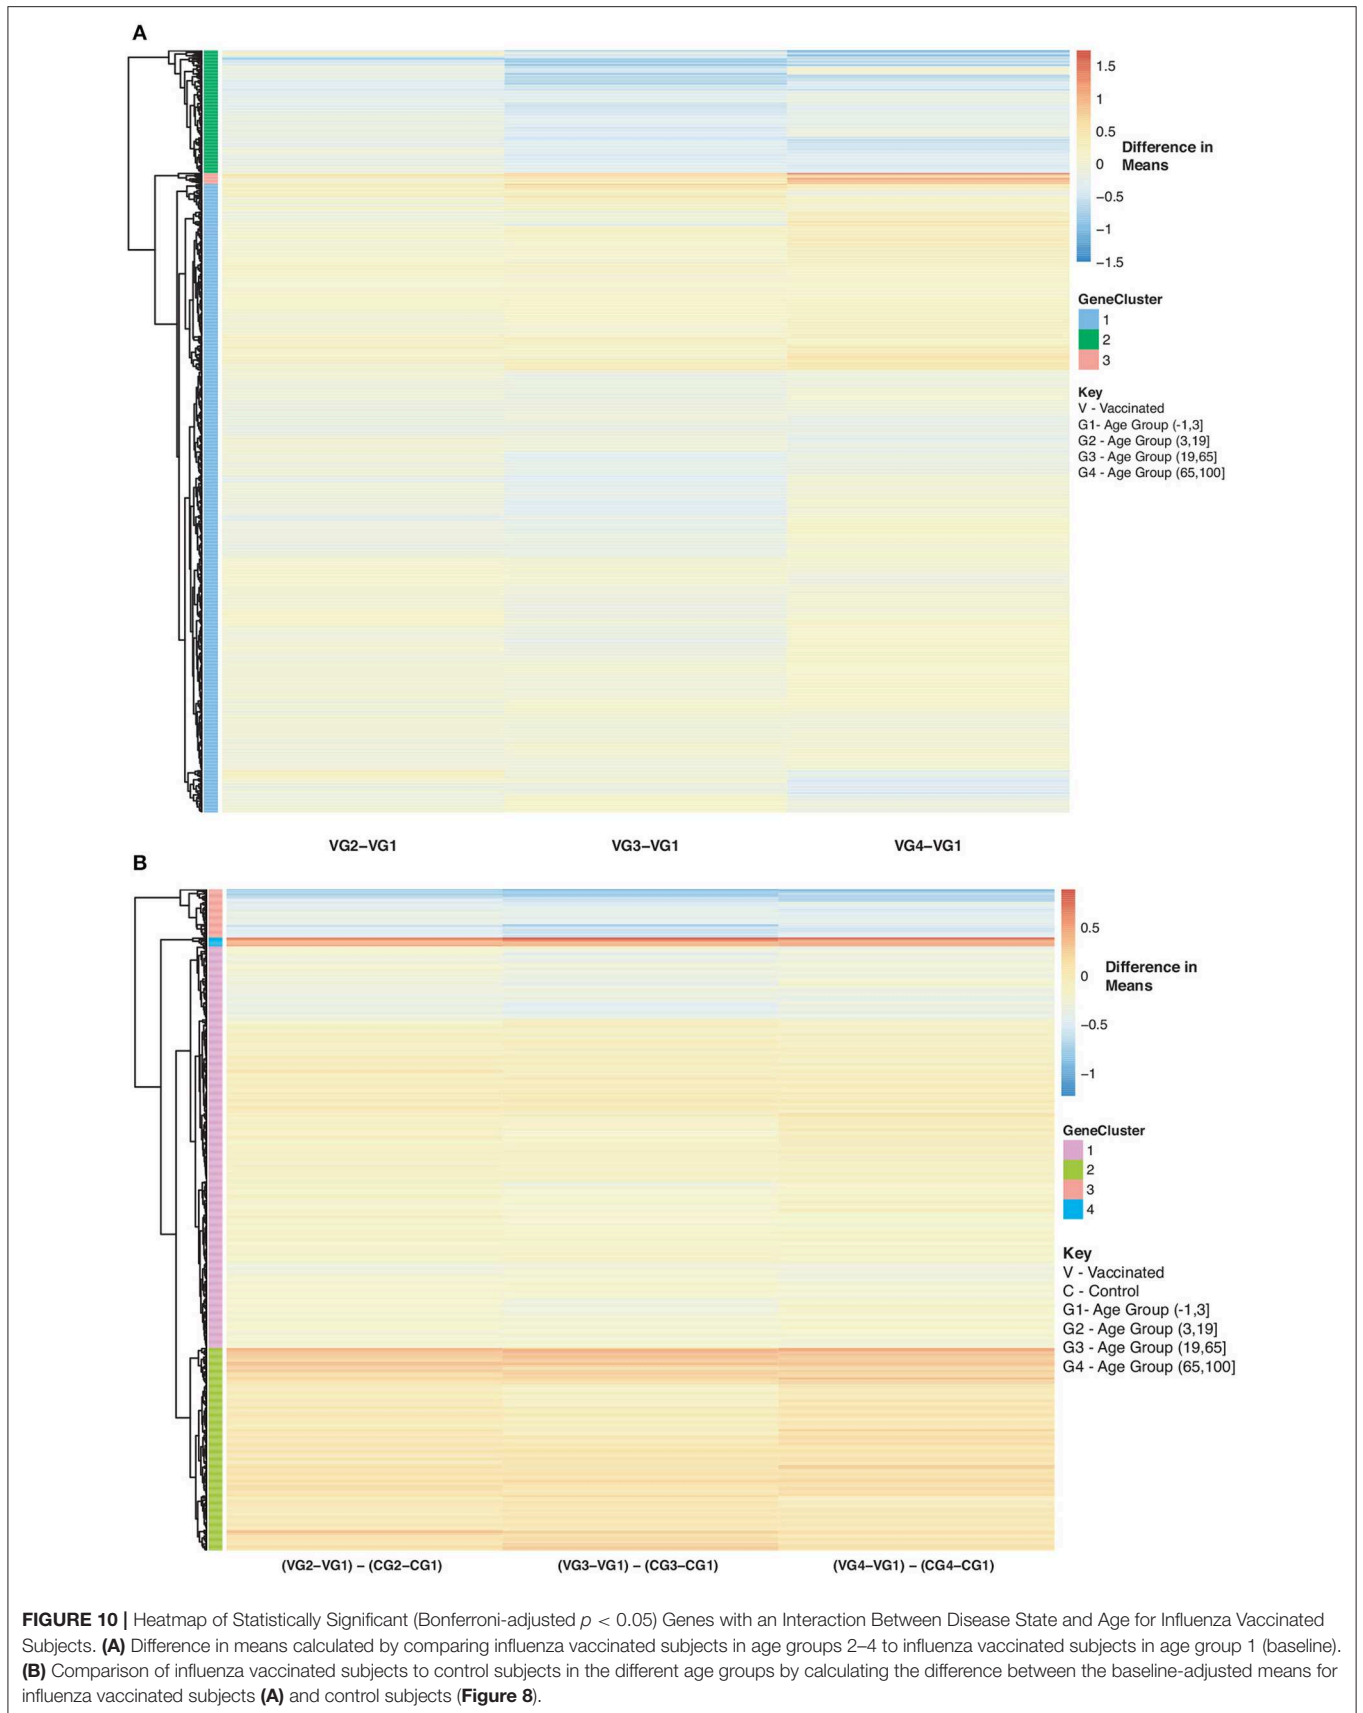 A
1.5
1
0.5
0
−0.5
−1
−1.5
Difference in
Means
GeneCluster
1
2
3
Key
V - Vaccinated
G1- Age Group (-1,3]
G2 - Age Group (3,19]
G3 - Age Group (19,65]
G4 - Age Group (65,100]
VG2−VG1
VG3−VG1
VG4−VG1
B
0.5
0
−0.5
−1
Difference in
Means
GeneCluster
1
2
3
4
Key
V - Vaccinated
C - Control
G1- Age Group (-1,3]
G2 - Age Group (3,19]
G3 - Age Group (19,65]
G4 - Age Group (65,100]
(VG2−VG1) − (CG2−CG1)
(VG3−VG1) − (CG3−CG1)
(VG4−VG1) − (CG4−CG1)
FIGURE 10 | Heatmap of Statistically Significant (Bonferroni-adjusted p < 0.05) Genes with an Interaction Between Disease State and Age for Influenza Vaccinated
Subjects. (A) Difference in means calculated by comparing influenza vaccinated subjects in age groups 2–4 to influenza vaccinated subjects in age group 1 (baseline).
(B) Comparison of influenza vaccinated subjects to control subjects in the different age groups by calculating the difference between the baseline-adjusted means for
influenza vaccinated subjects (A) and control subjects (Figure 8).